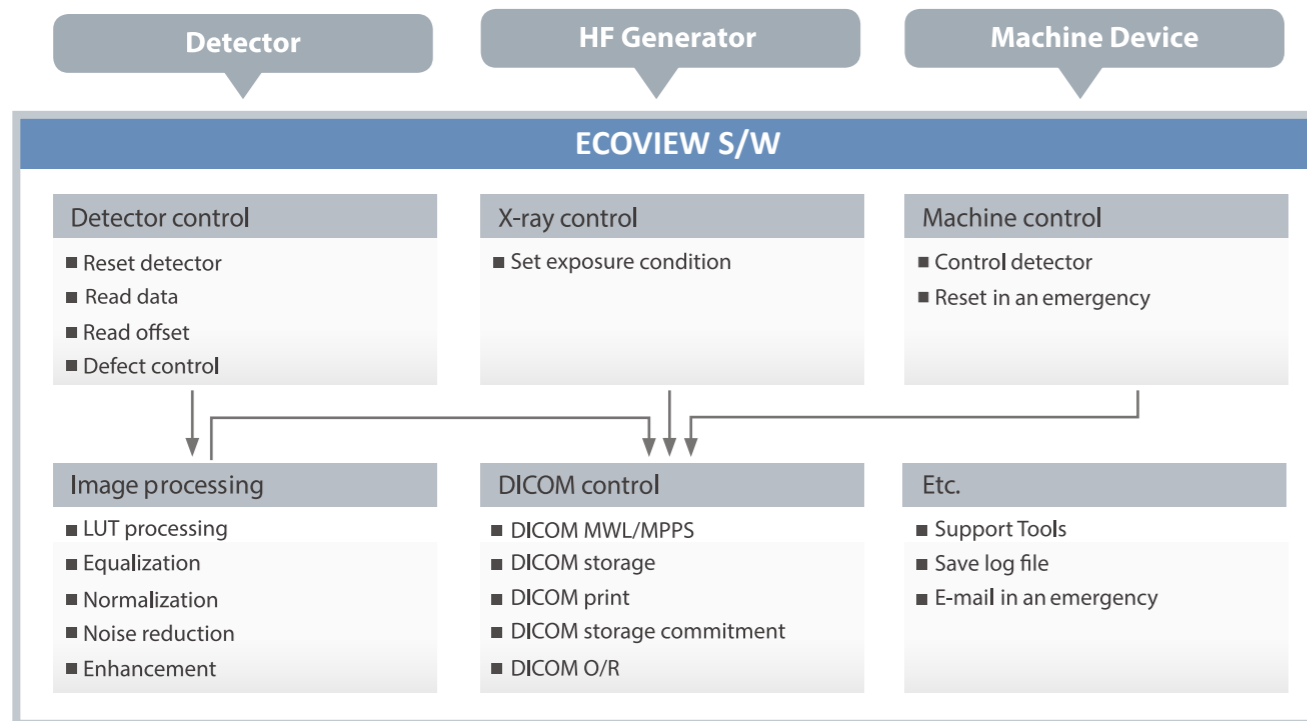 Detector
HF Generator
Machine Device
ECOVIEW S/W
Detector control
■ Reset detector
■ Read data
■ Read offset
■ Defect control
X-ray control
■ Set exposure condition
Machine control
■ Control detector
■ Reset in an emergency
Image processing
■ LUT processing
■ Equalization
■ Normalization
■ Noise reduction
■ Enhancement
DICOM control
■ DICOM MWL/MPPS
■ DICOM storage
■ DICOM print
■ DICOM storage commitment
■ DICOM O/R
Etc.
■ Support Tools
■ Save log file
■ E-mail in an emergency